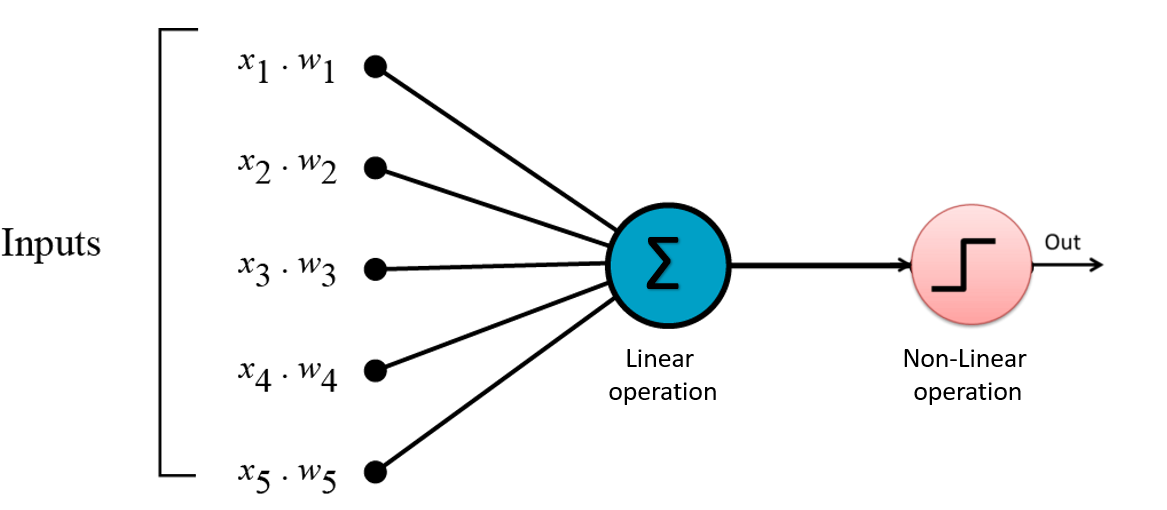 x₁ . w₁
x₂ . w₂
Inputs
x₃ . w₃
x₄ . w₄
x₅ . w₅
Σ
Linear
operation
Non-Linear
operation
Out